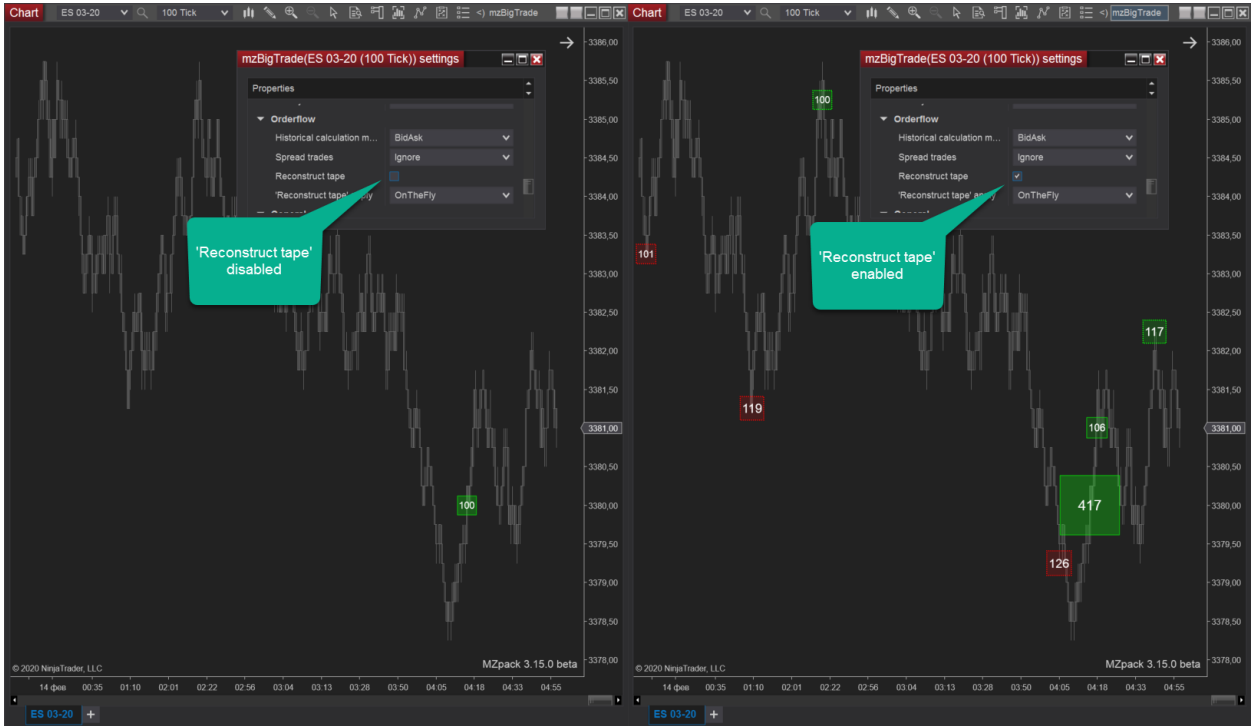 Chart ES 03-20 100 Tick mzBigTrade
3386,00
mzBigTrade(ES 03-20 (100 Tick)) settings
3385,50
Properties
3385,00
Orderflow
Historical calculation m... BidAsk
Spread trades Ignore
3384,50
Reconstruct tape
'Reconstruct tape' OnTheFly
3384,00
3383,50
'Reconstruct tape'
disabled
3383,00
3382,50
3382,00
3381,50
3381,00
3380,50
100
3380,00
3379,50
3379,00
3378,50
3378,00
© 2020 NinjaTrader, LLC
MZpack 3.15.0 beta
14 фев 00:35 01:10 02:01 02:22 02:56 03:04 03:13 03:28 03:50 04:05 04:18 04:33 04:55
ES 03-20 +
Chart ES 03-20 100 Tick mzBigTrade
3386,00
mzBigTrade(ES 03-20 (100 Tick)) settings
3385,50
Properties
100
3385,00
Orderflow
Historical calculation m... BidAsk
Spread trades Ignore
3384,50
Reconstruct tape
'Reconstruct tape' OnTheFly
3384,00
3383,50
101
'Reconstruct tape'
enabled
3383,00
3382,50
117
3382,00
3381,50
119
106
3381,00
3380,50
417
3380,00
3379,50
126
3379,00
3378,50
3378,00
© 2020 NinjaTrader, LLC
MZpack 3.15.0 beta
14 фев 00:35 01:10 02:01 02:22 02:56 03:04 03:13 03:28 03:50 04:05 04:18 04:33 04:55
ES 03-20 +